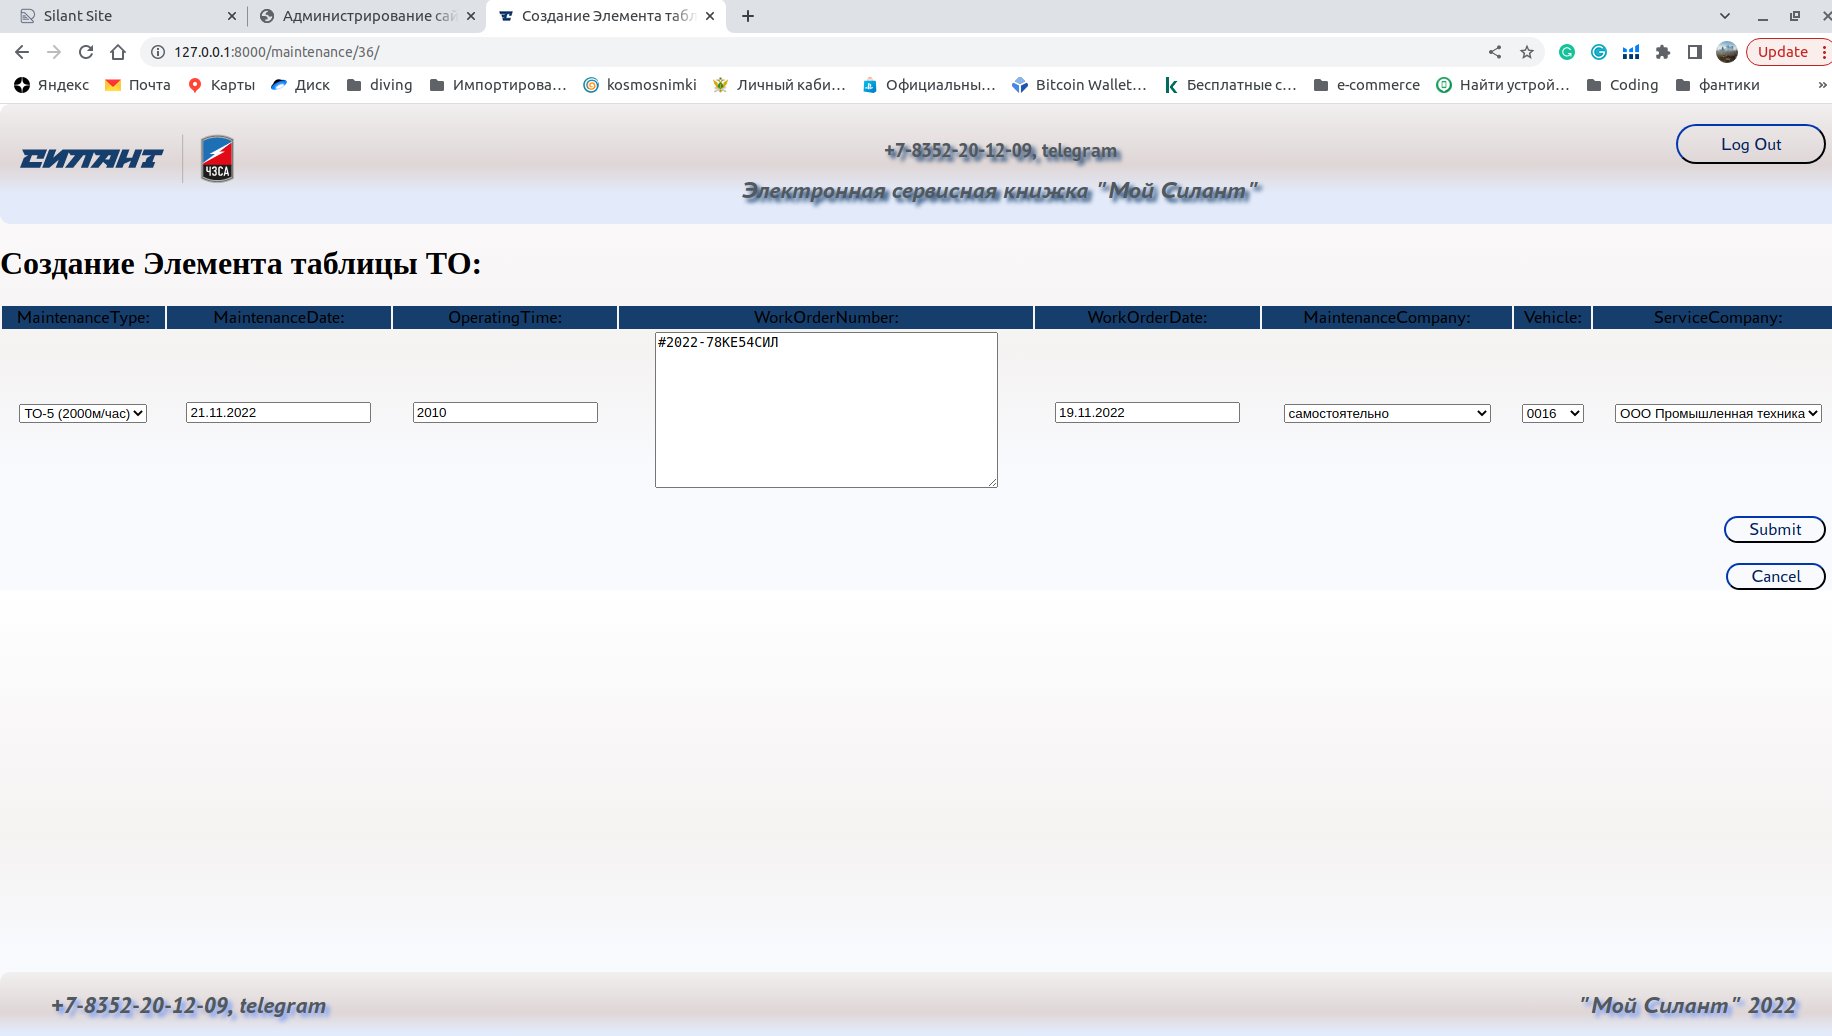 Silant Site
Администрирование сай
Создание Элемента табл
127.0.0.1:8000/maintenance/36/
Update
Яндекс
Почта
Карты
Диск
diving
Импортирова…
kosmosnimki
Личный каби…
Официальны…
Bitcoin Wallet…
Бесплатные с…
e-commerce
Найти устрой…
Coding
фантики
»
СИЛАНТ
ЧЗСА
+7-8352-20-12-09, telegram
Электронная сервисная книжка "Мой Силант"
Log Out
Создание Элемента таблицы ТО:
MaintenanceType: MaintenanceDate: OperatingTime: WorkOrderNumber: WorkOrderDate: MaintenanceCompany: Vehicle: ServiceCompany:
#2022-78КЕ54СИЛ
ТО-5 (2000м/час) 21.11.2022 2010 19.11.2022 самостоятельно 0016 ООО Промышленная техника
Submit
Cancel
+7-8352-20-12-09, telegram
"Мой Силант" 2022